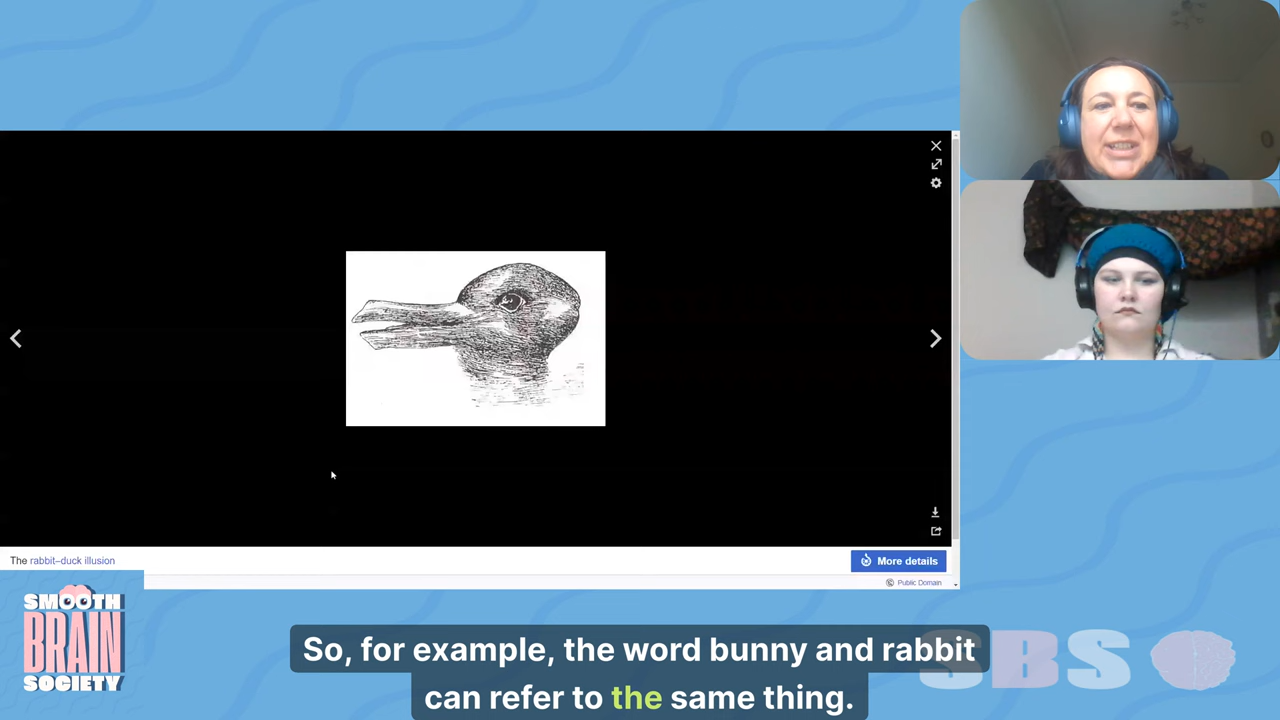 The rabbit–duck illusion
More details
Public Domain
SMOOTH
BRAIN
SOCIETY
SBS
So, for example, the word bunny and rabbit
can refer to the same thing.